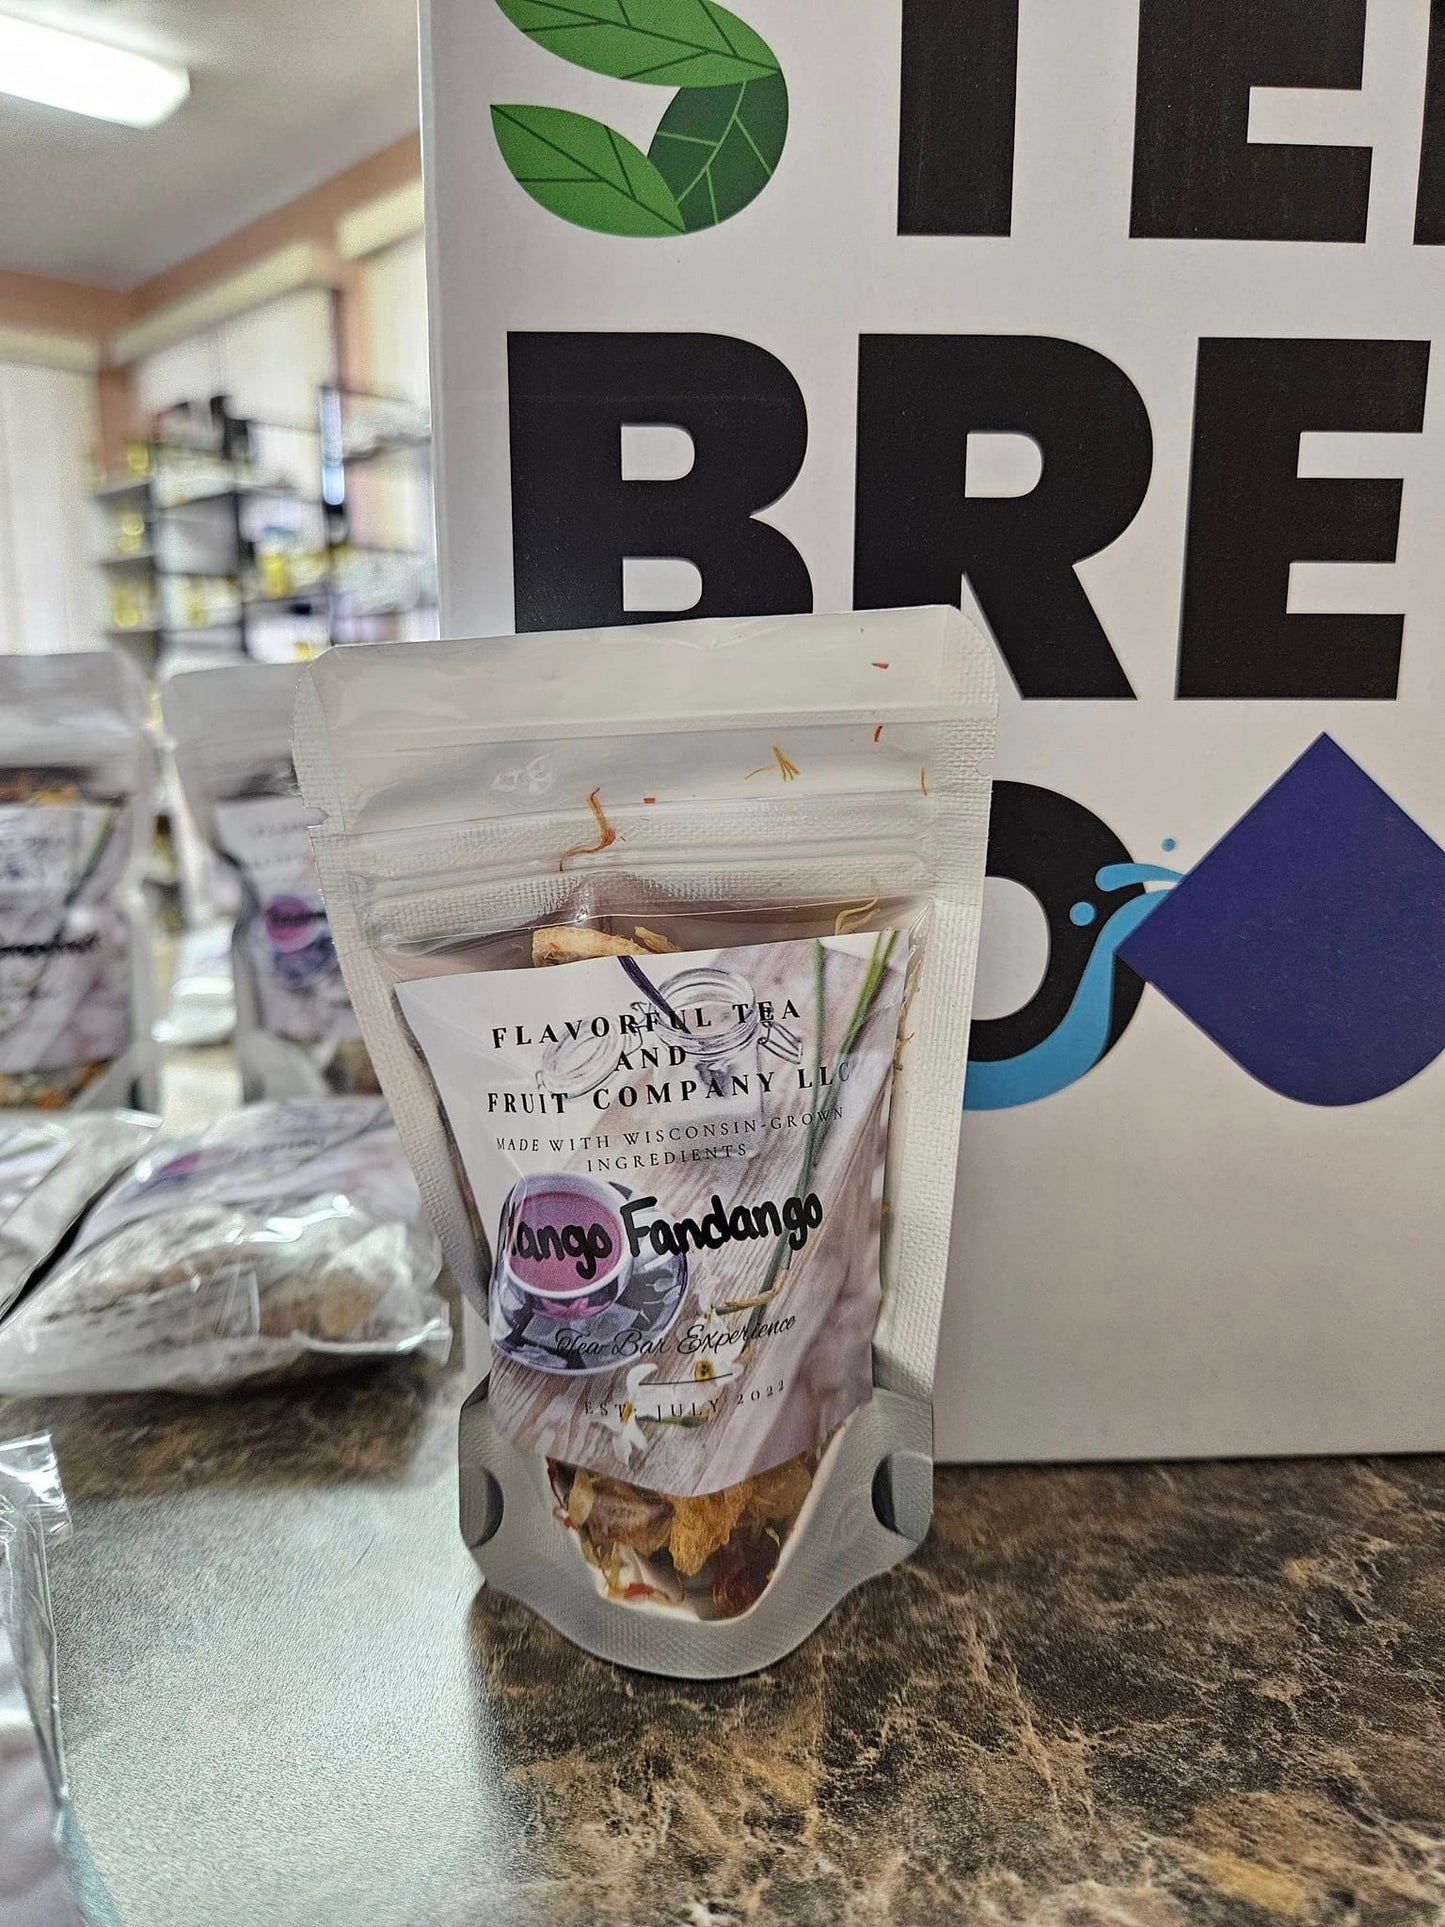 STE
BRE
FLAVORFUL TEA
AND
FRUIT COMPANY LLC
MADE WITH WISCONSIN-GROWN
INGREDIENTS
Mango Fandango
Tea Bar Experience
EST. JULY 2022